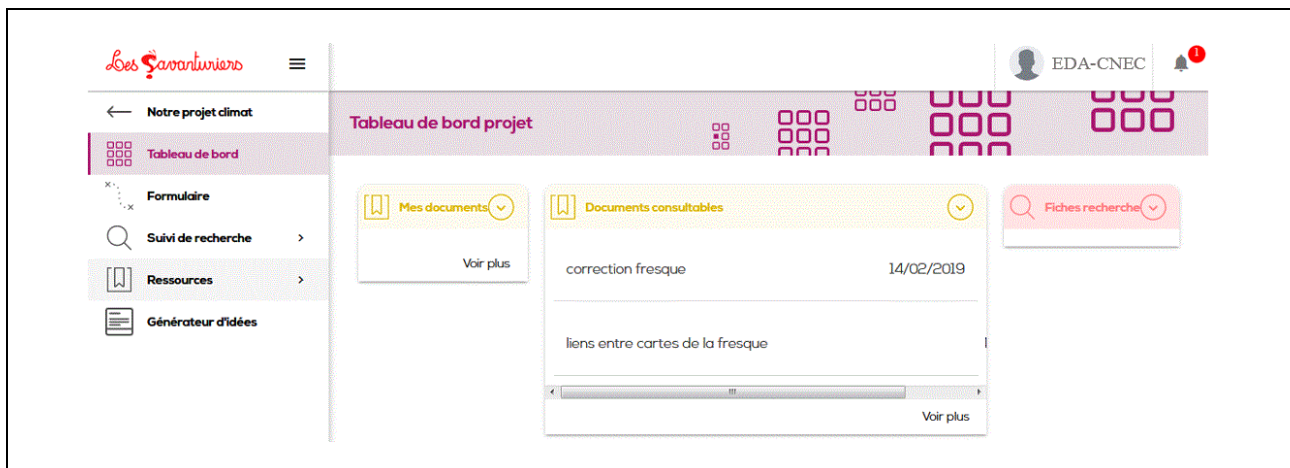 Les Savanturiers
EDA-CNEC
1
Notre projet climat
Tableau de bord
Formulaire
Suivi de recherche
Ressources
Générateur d'idées
Tableau de bord projet
Mes documents
Voir plus
Documents consultables
correction fresque 14/02/2019
liens entre cartes de la fresque
Voir plus
Fiches recherche